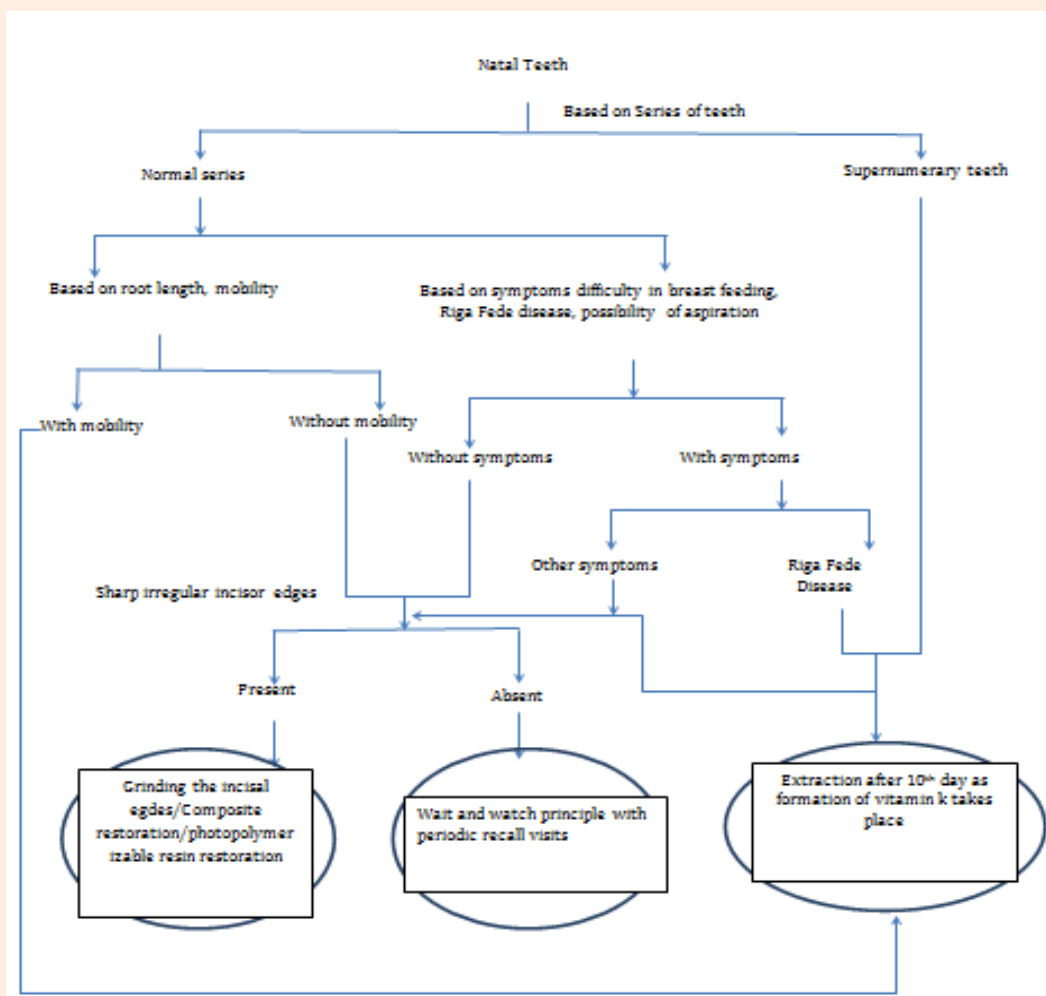 Natal Teeth
Based on Series of teeth
Normal series
Supernumerary teeth
Based on root length, mobility
Based on symptoms difficulty in breast feeding,
Riga Fede disease, possibility of aspiration
With mobility
Without mobility
Without symptoms
With symptoms
Other symptoms
Riga Fede
Disease
Sharp irregular incisor edges
Present
Absent
Grinding the incisal
egdes/Composite
restoration/photopolymer
izable resin restoration
Wait and watch principle with
periodic recall visits
Extraction after 10th day as
formation of vitamin k takes
place